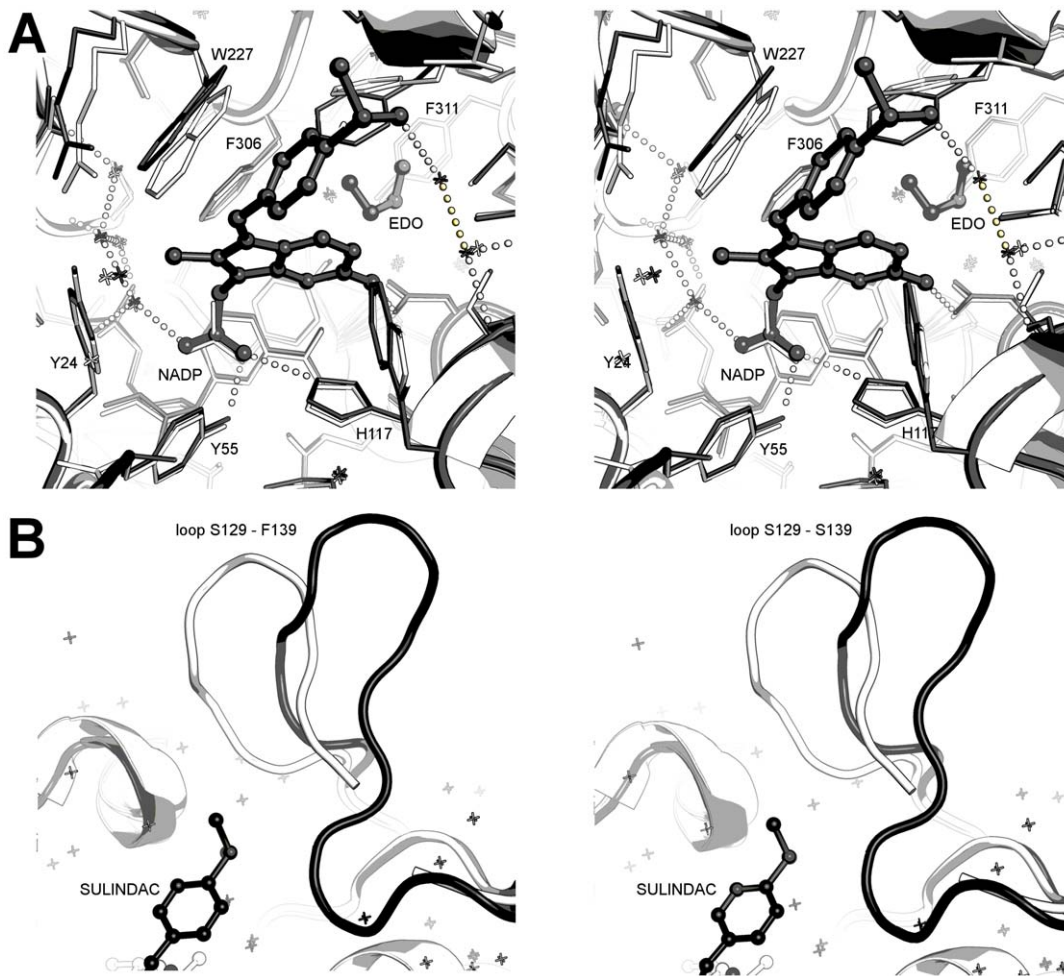 A
W227
F311
F306
EDO
Y24
NADP
H117
Y55
W227
F311
F306
EDO
Y24
NADP
H117
Y55
B
loop S129 - F139
SULINDAC
loop S129 - S139
SULINDAC